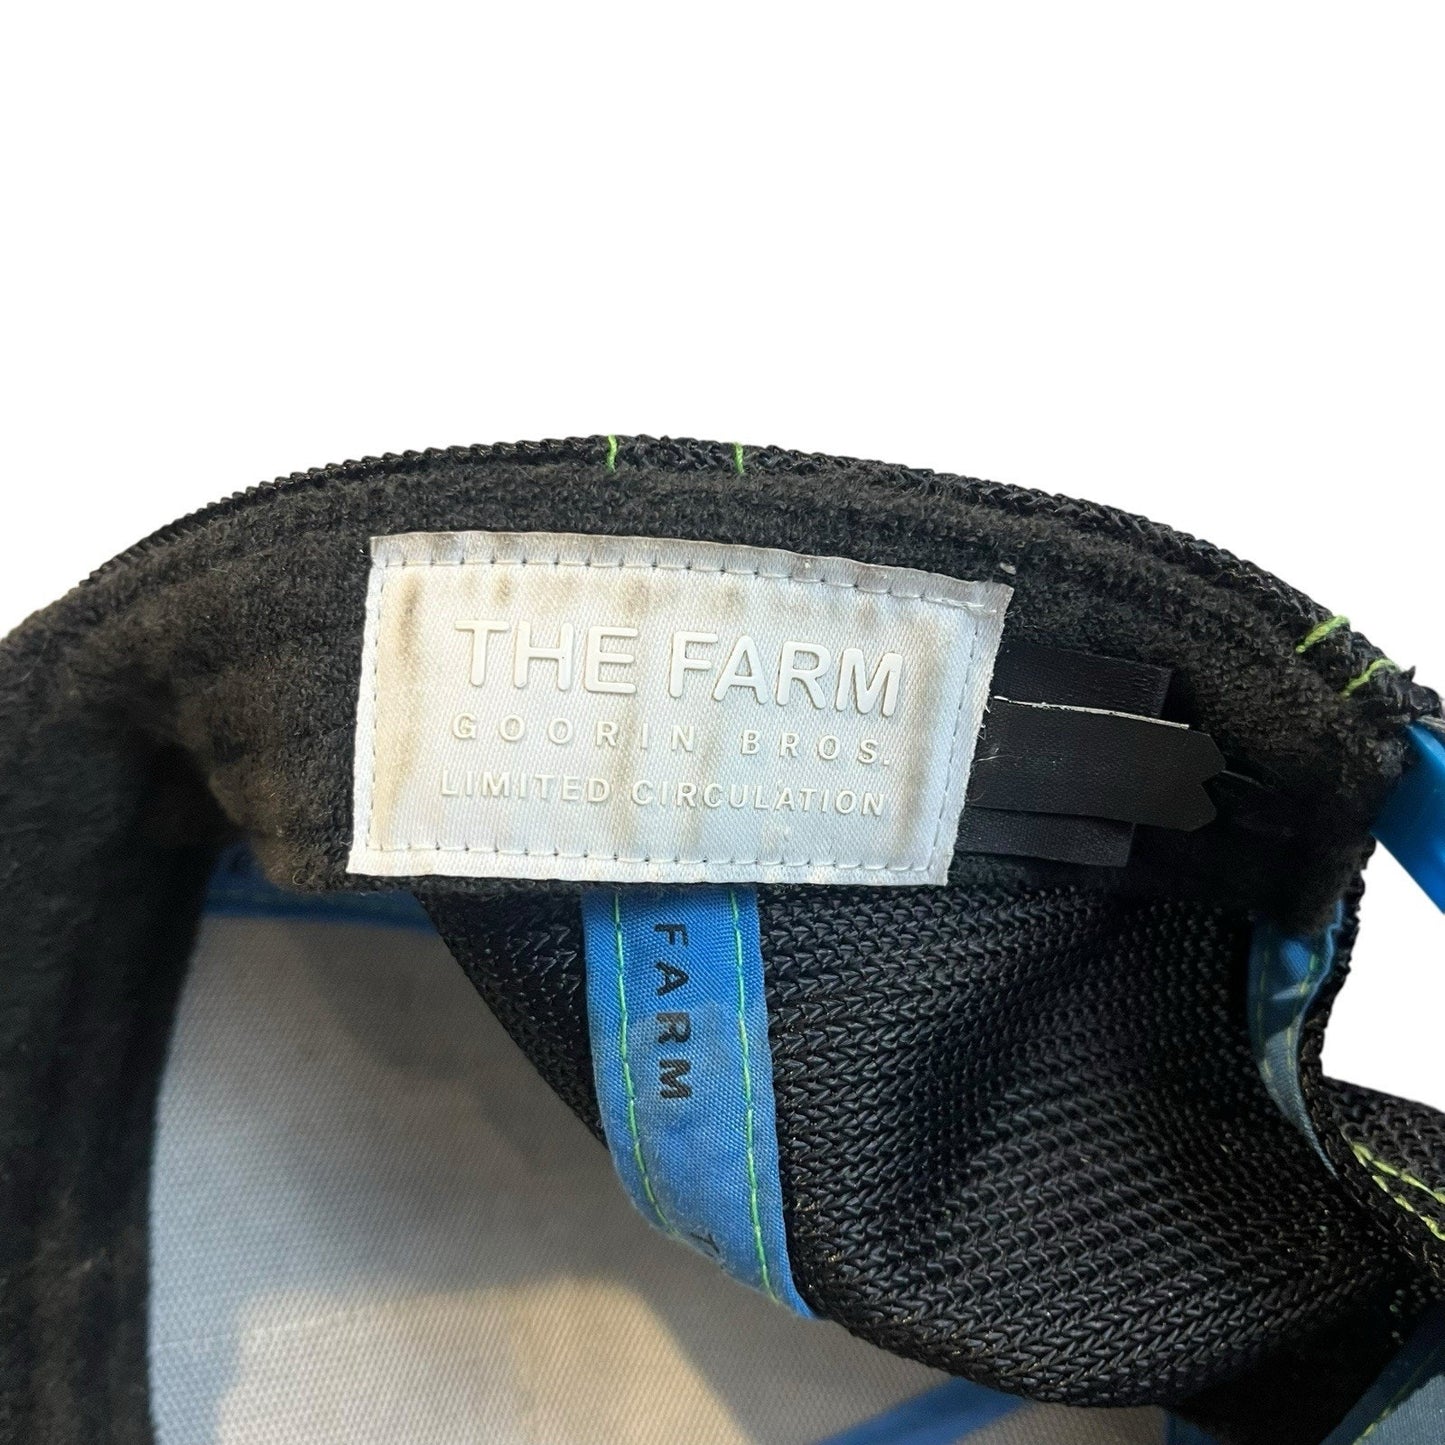 THE FARM
GOORIN BROS.
LIMITED CIRCULATION
FARM